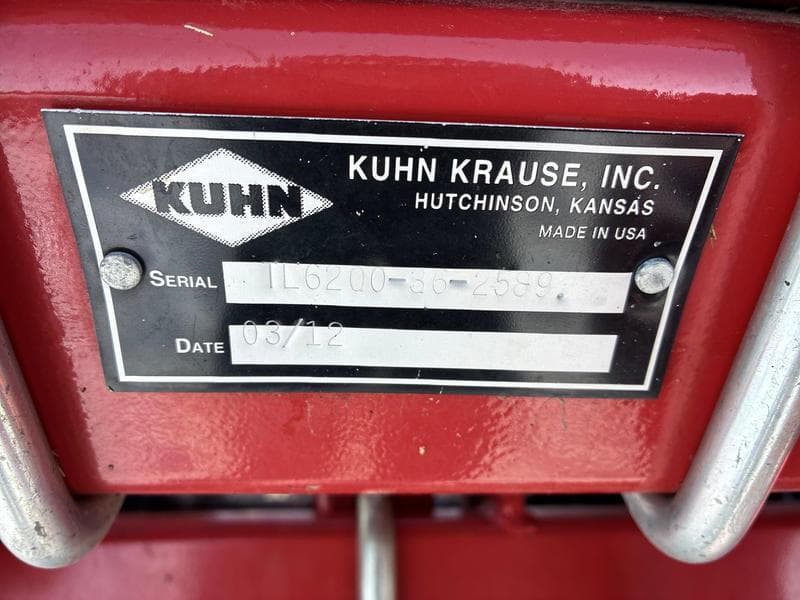 KUHN
KUHN KRAUSE, INC.
HUTCHINSON, KANSAS
MADE IN USA
SERIAL
DATE 03/12